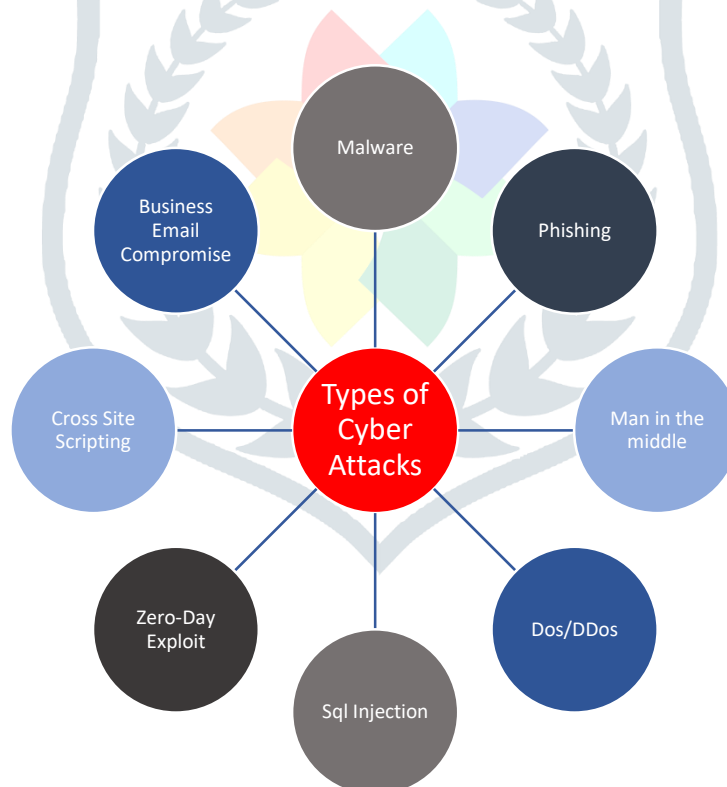 Malware
Business
Email
Compromise
Phishing
Types of
Cyber
Attacks
Cross Site
Scripting
Man in the
middle
Zero-Day
Exploit
Dos/DDos
Sql Injection